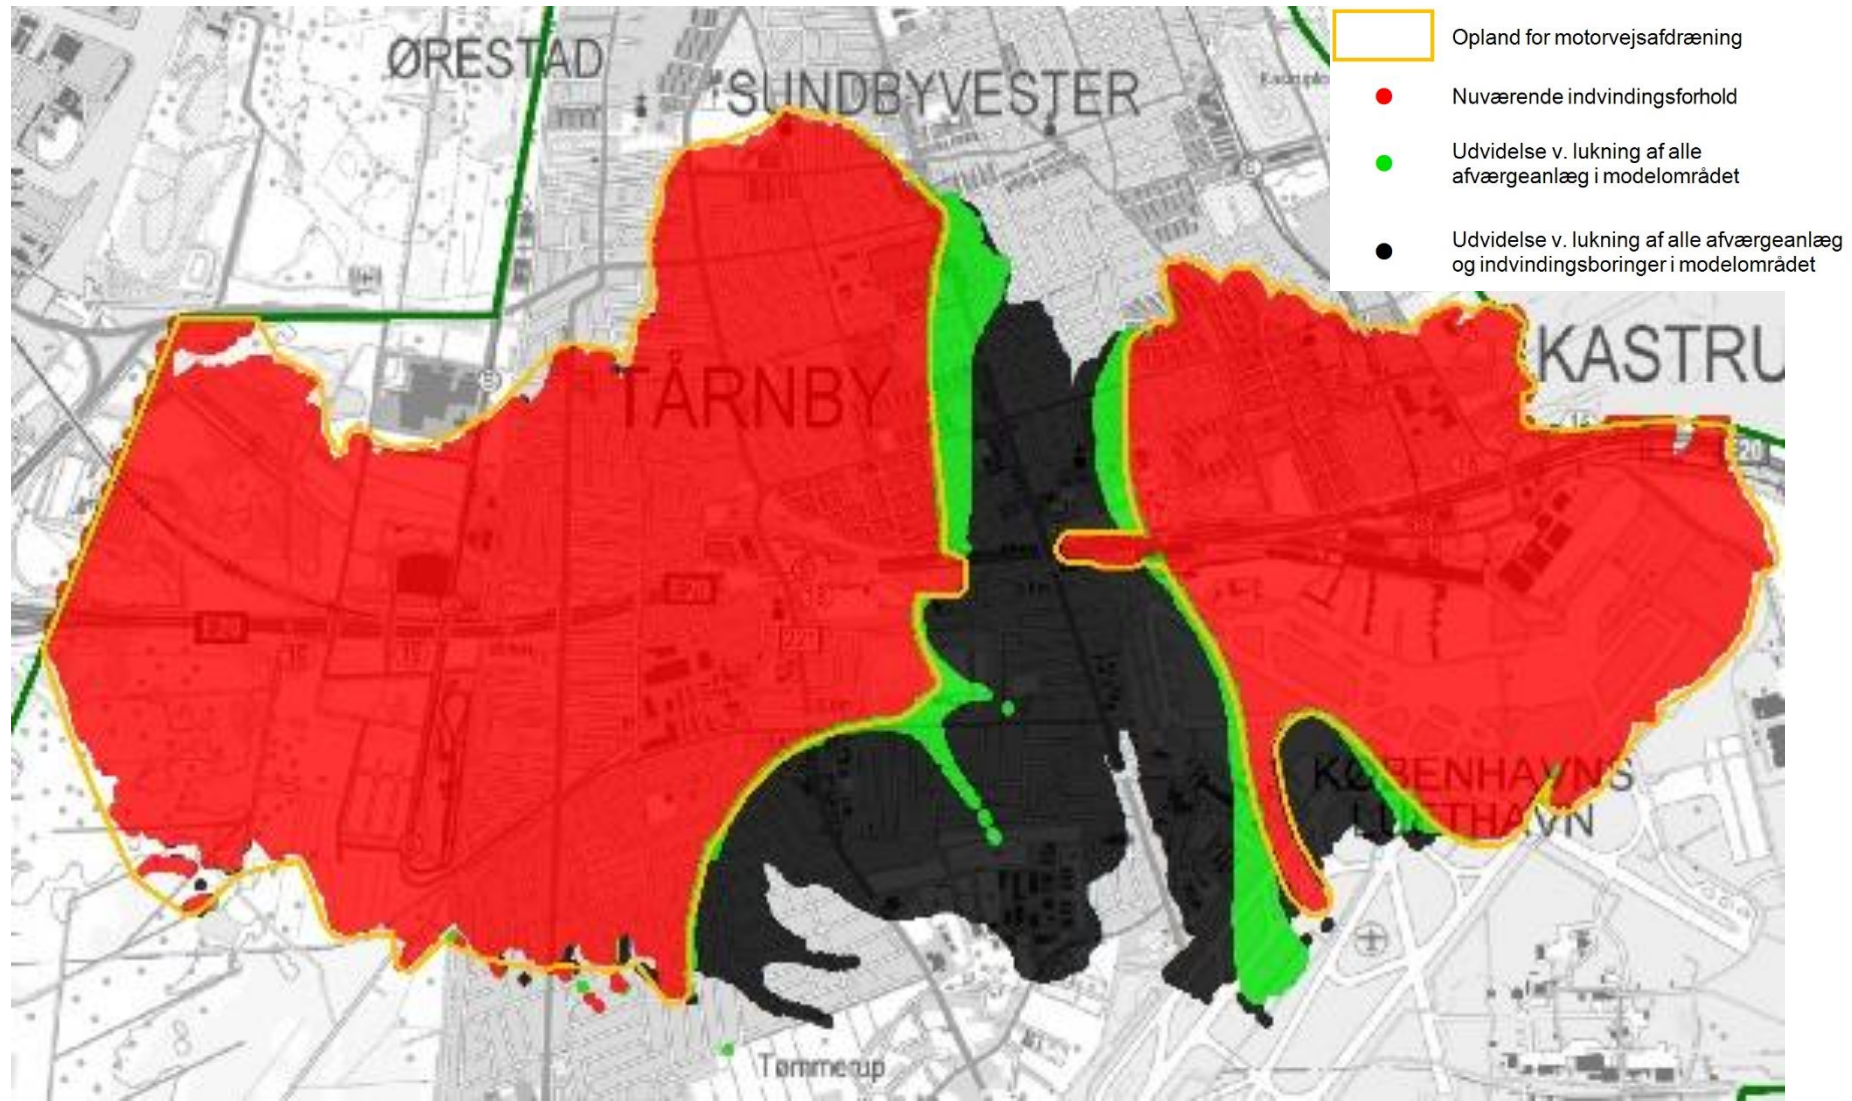 ØRESTAD
SUNDBYVESTER
TÅRNBY
KASTRU
KØBENHAVNS
LUFTHAVN
Tømmerup
E20
E20
221
20
Opland for motorvejsafdræning
Nuværende indvindingsforhold
Udvidelse v. lukning af alle
afværgeanlæg i modelområdet
Udvidelse v. lukning af alle afværgeanlæg
og indvindingsboringer i modelområdet